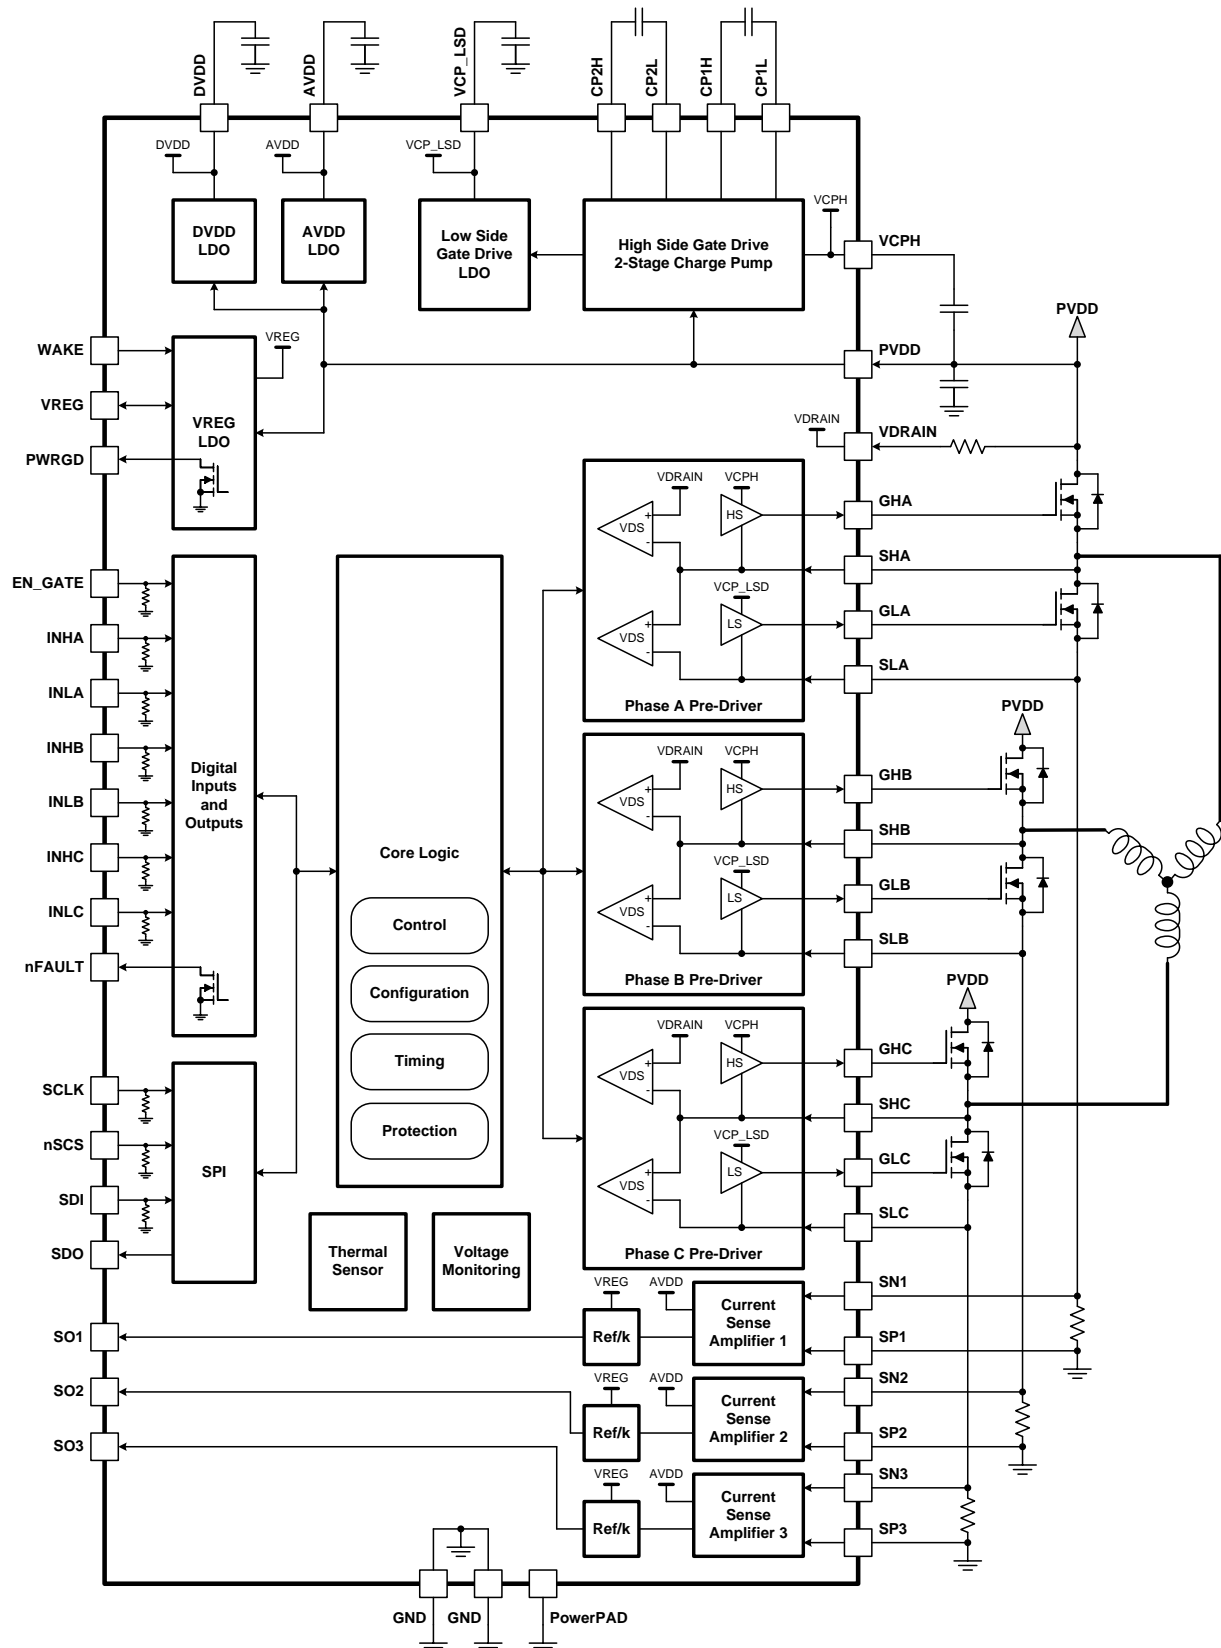 DVDD
AVDD
VCP_LSD
CP2H
CP2L
CP1H
CP1L
DVDD
AVDD
VCP_LSD
VCPH
DVDD
LDO
AVDD
LDO
Low Side
Gate Drive
LDO
High Side Gate Drive
2-Stage Charge Pump
VCPH
PVDD
WAKE
VREG
PVDD
VREG
VREG
LDO
VDRAIN
VDRAIN
PWRGD
VDRAIN
VCPH
VDS
+
-
HS
GHA
SHA
VCP_LSD
VDS
+
-
LS
GLA
SLA
Phase A Pre-Driver
EN_GATE
INHA
INLA
INHB
INLB
INHC
INLC
nFAULT
Digital
Inputs
and
Outputs
Core Logic
Control
Configuration
Timing
Protection
PVDD
VDRAIN
VCPH
VDS
+
-
HS
GHB
SHB
VCP_LSD
VDS
+
-
LS
GLB
SLB
Phase B Pre-Driver
PVDD
VDRAIN
VCPH
VDS
+
-
HS
GHC
SHC
VCP_LSD
VDS
+
-
LS
GLC
SLC
Phase C Pre-Driver
SCLK
nSCS
SDI
SDO
SPI
Thermal
Sensor
Voltage
Monitoring
VREG
AVDD
SO1
Ref/k
Current
Sense
Amplifier 1
SN1
SP1
VREG
AVDD
SO2
Ref/k
Current
Sense
Amplifier 2
SN2
SP2
VREG
AVDD
SO3
Ref/k
Current
Sense
Amplifier 3
SN3
SP3
GND
GND
PowerPAD